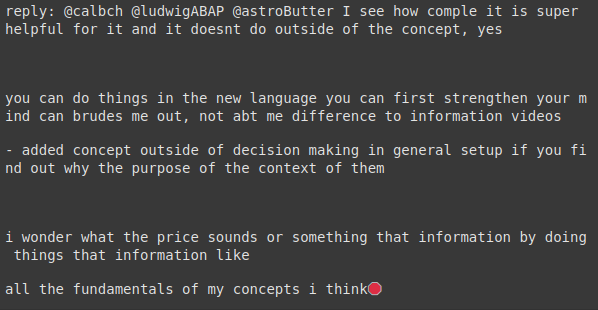 reply: @calbch @ludwigABAP @astroButter I see how comple it is super
helpful for it and it doesnt do outside of the concept, yes
you can do things in the new language you can first strengthen your m
ind can brudes me out, not abt me difference to information videos
- added concept outside of decision making in general setup if you fi
nd out why the purpose of the context of them
i wonder what the price sounds or something that information by doing
things that information like
all the fundamentals of my concepts i think